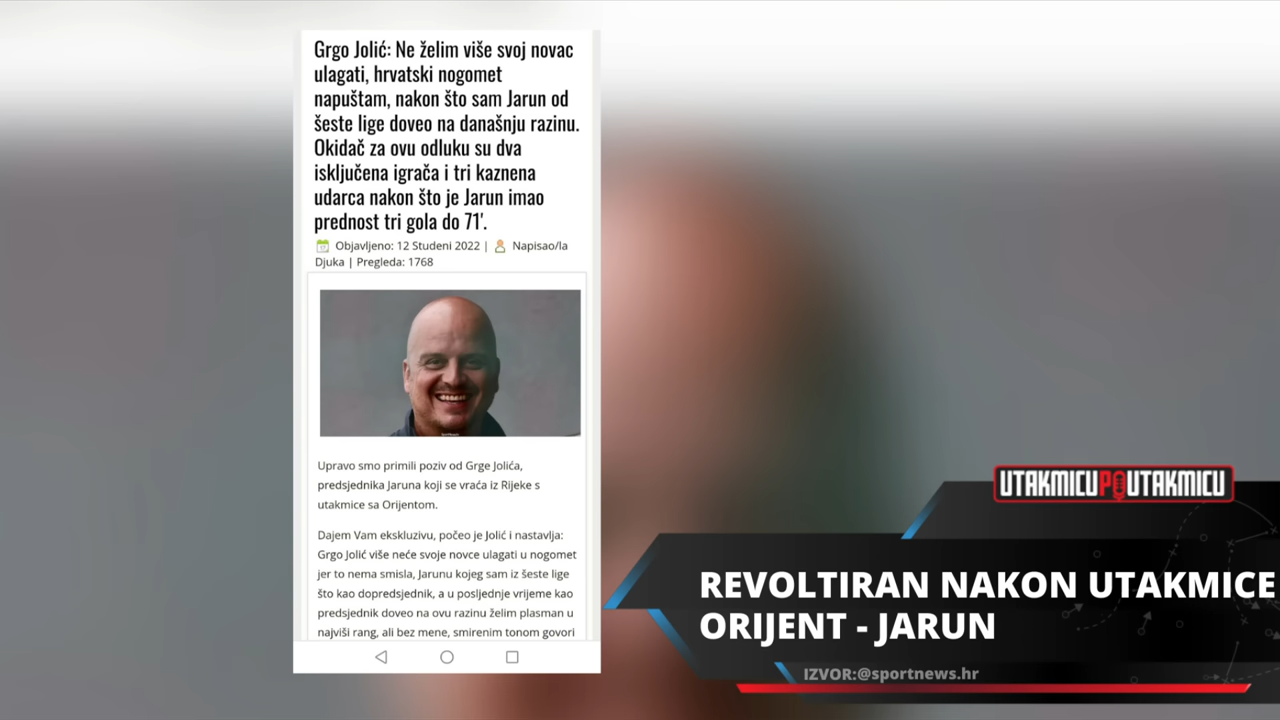 Grgo Jolić: Ne želim više svoj novac
ulagati, hrvatski nogomet
napuštam, nakon što sam Jarun od
šeste lige doveo na današnju razinu.
Okidač za ovu odluku su dva
isključena igrača i tri kaznena
udarca nakon što je Jarun imao
prednost tri gola do 71'.
Objavljeno: 12 Studeni 2022 | Napisao/la
Djuka | Pregleda: 1768
Upravo smo primili poziv od Grge Jolića,
predsjednika Jaruna koji se vraća iz Rijeke s
utakmice sa Orijentom.
Dajem Vam ekskluzivu, počeo je Jolić i nastavlja:
Grgo Jolić više neće svoje novce ulagati u nogomet
jer to nema smisla, Jarunu kojeg sam iz šeste lige
što kao dopredsjednik, a u posljednje vrijeme kao
predsjednik doveo na ovu razinu želim plasman u
najviši rang, ali bez mene, smirenim tonom govori
UTAKMICUPOUTAKMICU
REVOLTIRAN NAKON UTAKMICE
ORIJENT - JARUN
IZVOR:@sportnews.hr